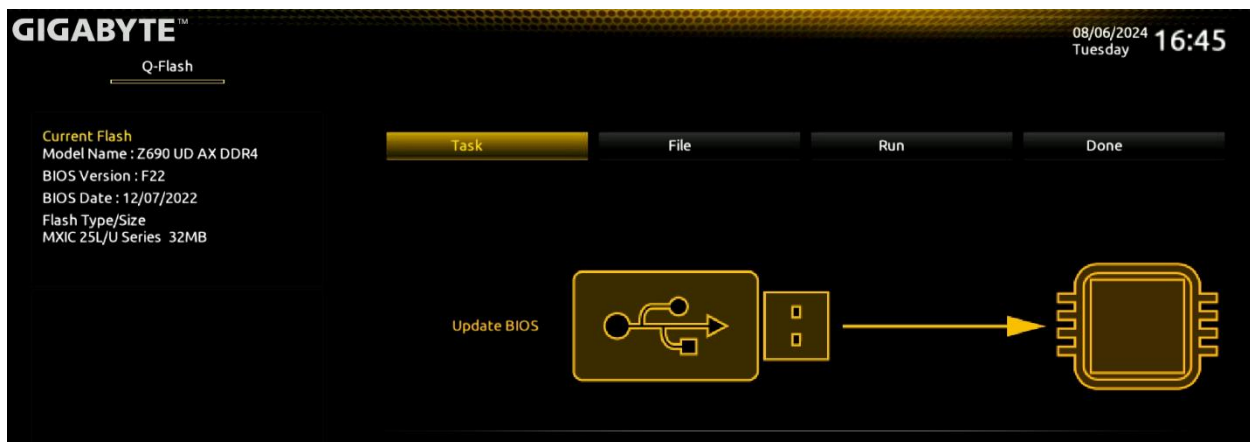 GIGABYTE™
08/06/2024
Tuesday
16:45
Q-Flash
Current Flash
Model Name : Z690 UD AX DDR4
BIOS Version : F22
BIOS Date : 12/07/2022
Flash Type/Size
MXIC 25L/U Series 32MB
Task
File
Run
Done
Update BIOS